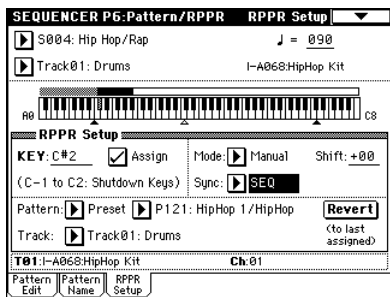 SEQUENCER P6:Pattern/RPPR RPPR Setup
S004: Hip Hop/Rap ♩ = 090
Track01: Drums I-A068:HipHop Kit
A0 C8
RPPR Setup
KEY: C#2 Assign Mode: Manual Shift: +00
(C-1 to C2: Shutdown Keys) Sync: SEQ
Pattern: Preset P121: HipHop 1/HipHop Revert
Track: Track01: Drums (to last assigned)
T01:I-A068:HipHop Kit Ch:01
Pattern Edit Pattern Name RPPR Setup